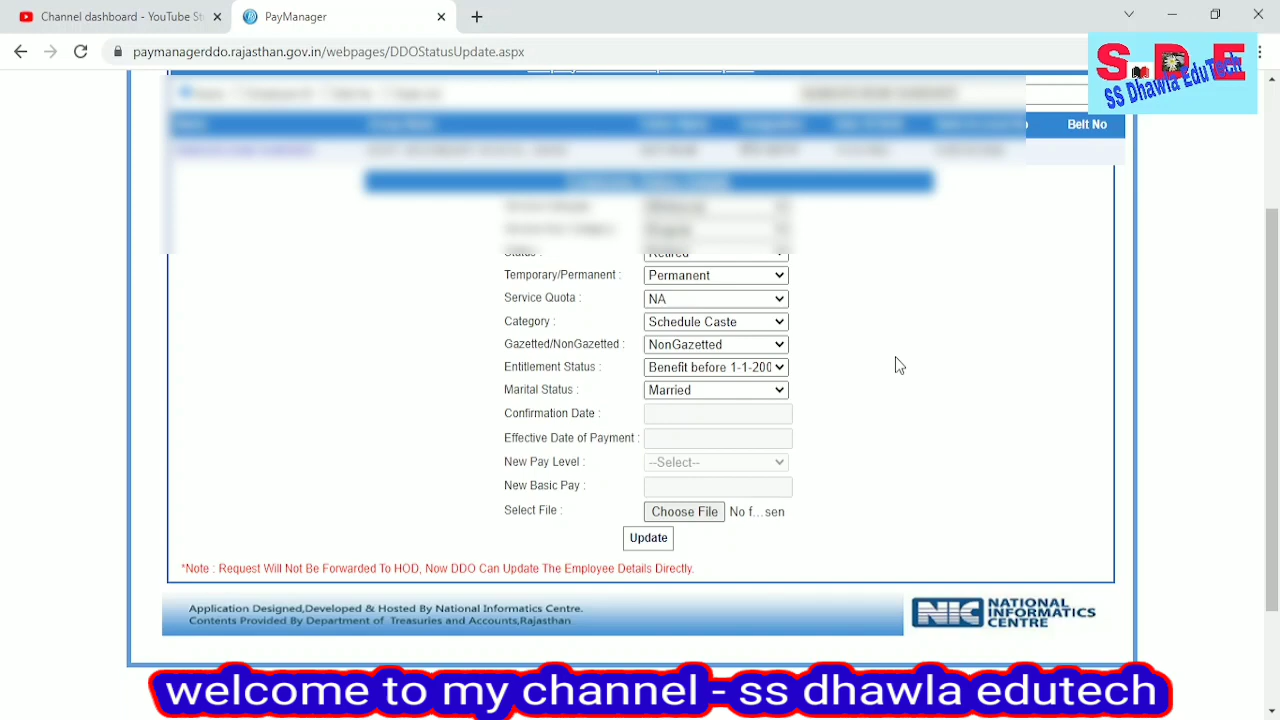 Channel dashboard - YouTube S
PayManager
paymanagerddo.rajasthan.gov.in/webpages/DDOStatusUpdate.aspx
S.D.E
SS Dhawla EduTech
Belt No
Status : Retired
Temporary/Permanent : Permanent
Service Quota : NA
Category : Schedule Caste
Gazetted/NonGazetted : NonGazetted
Entitlement Status : Benefit before 1-1-200
Marital Status : Married
Confirmation Date :
Effective Date of Payment :
New Pay Level : --Select--
New Basic Pay :
Select File : Choose File No f...sen
Update
*Note : Request Will Not Be Forwarded To HOD, Now DDO Can Update The Employee Details Directly.
Application Designed,Developed & Hosted By National Informatics Centre.
Contents Provided By Department of Treasuries and Accounts,Rajasthan
NIC NATIONAL
INFORMATICS
CENTRE
welcome to my channel - ss dhawla edutech